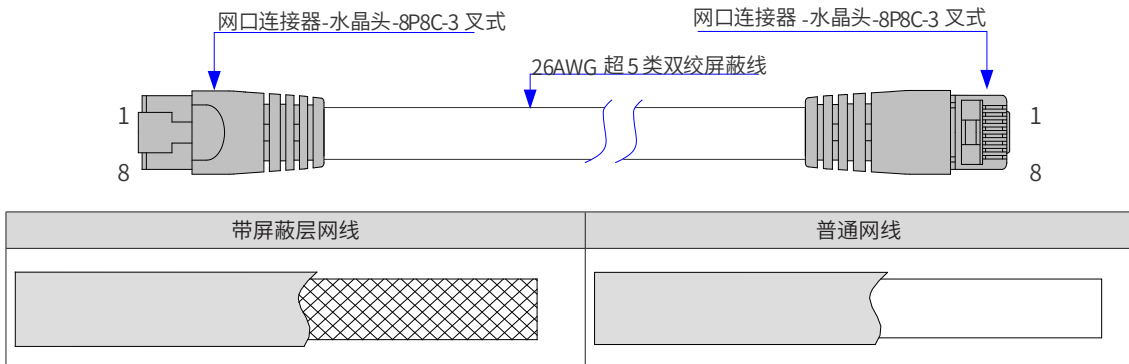 网口连接器-水晶头-8P8C-3 叉式
网口连接器 -水晶头-8P8C-3 叉式
26AWG 超 5 类双绞屏蔽线
1
1
8
8
带屏蔽层网线
普通网线